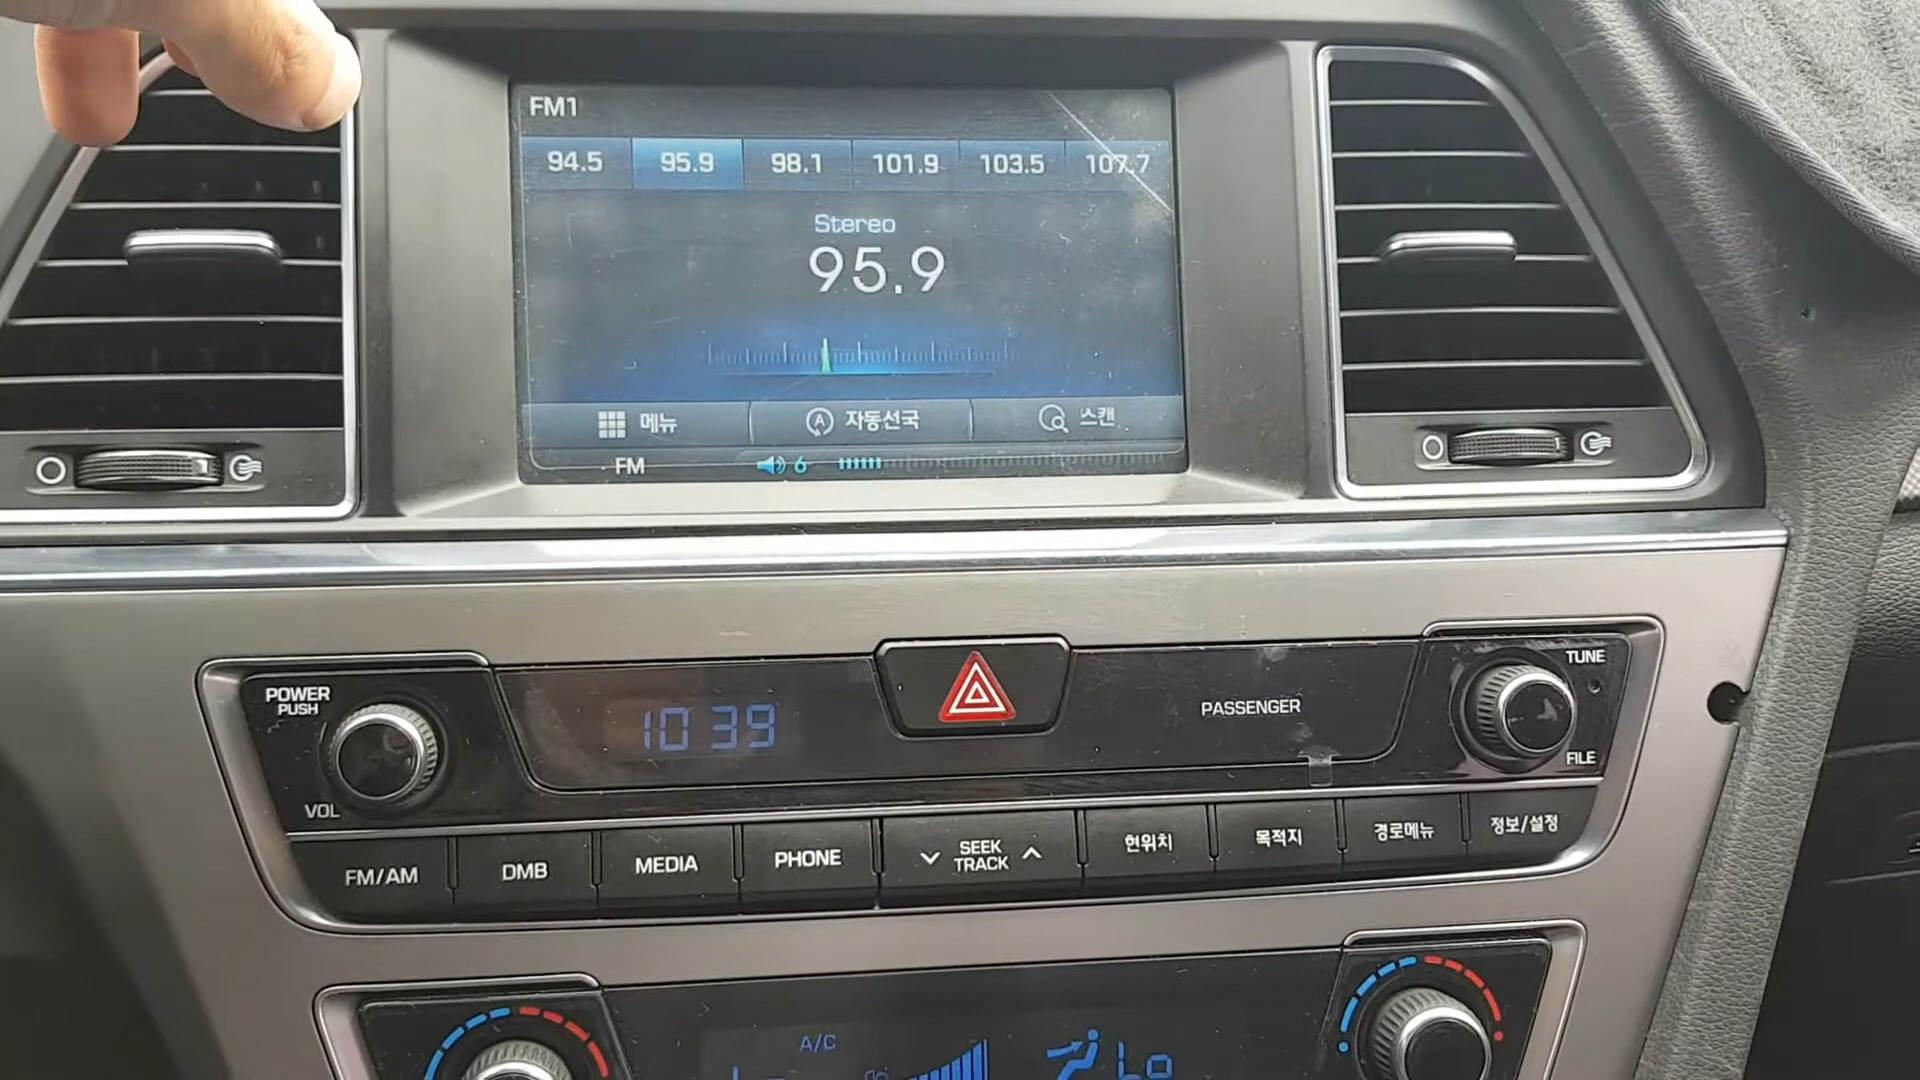 FM1
94.5 95.9 98.1 101.9 103.5 107.7
Stereo
95.9
메뉴 A 자동선국 스캔
FM 6
POWER
PUSH
VOL
10 39
PASSENGER
TUNE
FILE
FM/AM DMB MEDIA PHONE SEEK
TRACK
현위치 목적지 경로메뉴 정보/설정
A/C
Lo